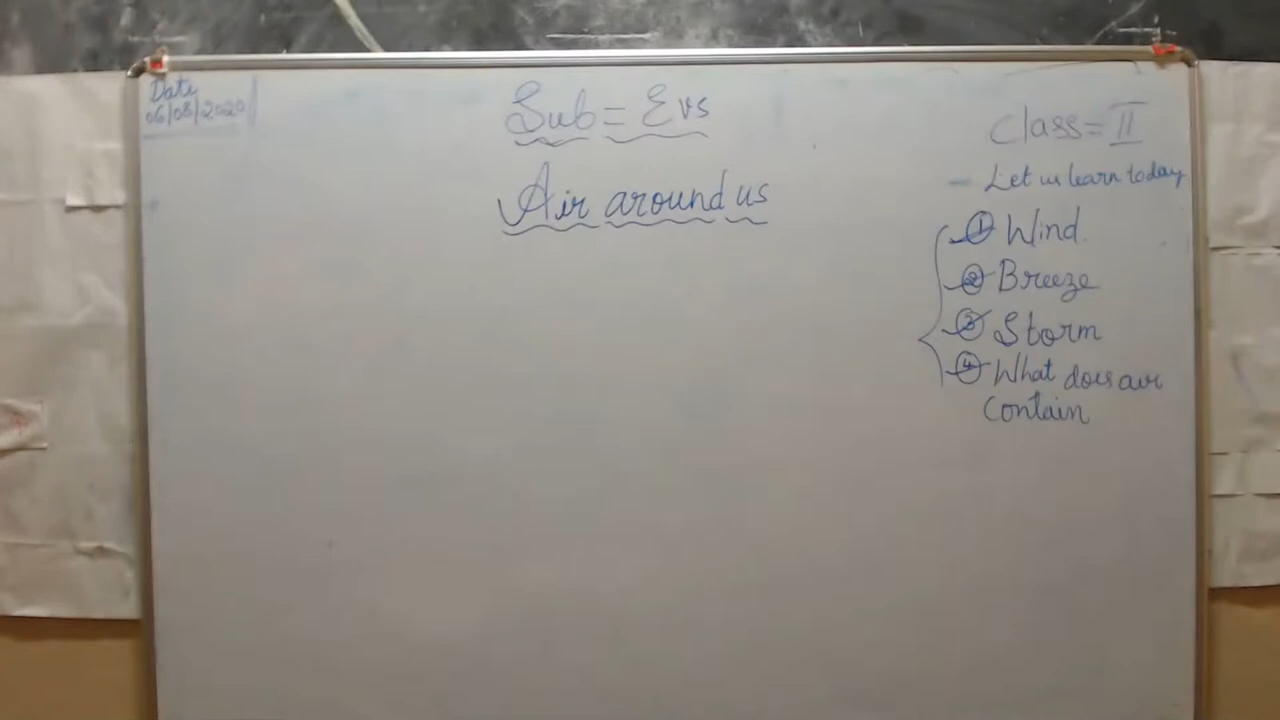 Date
06/08/2020
Sub = Evs
Air around us
Class = II
- Let us learn today
① Wind.
② Breeze
③ Storm
④ What does air
contain